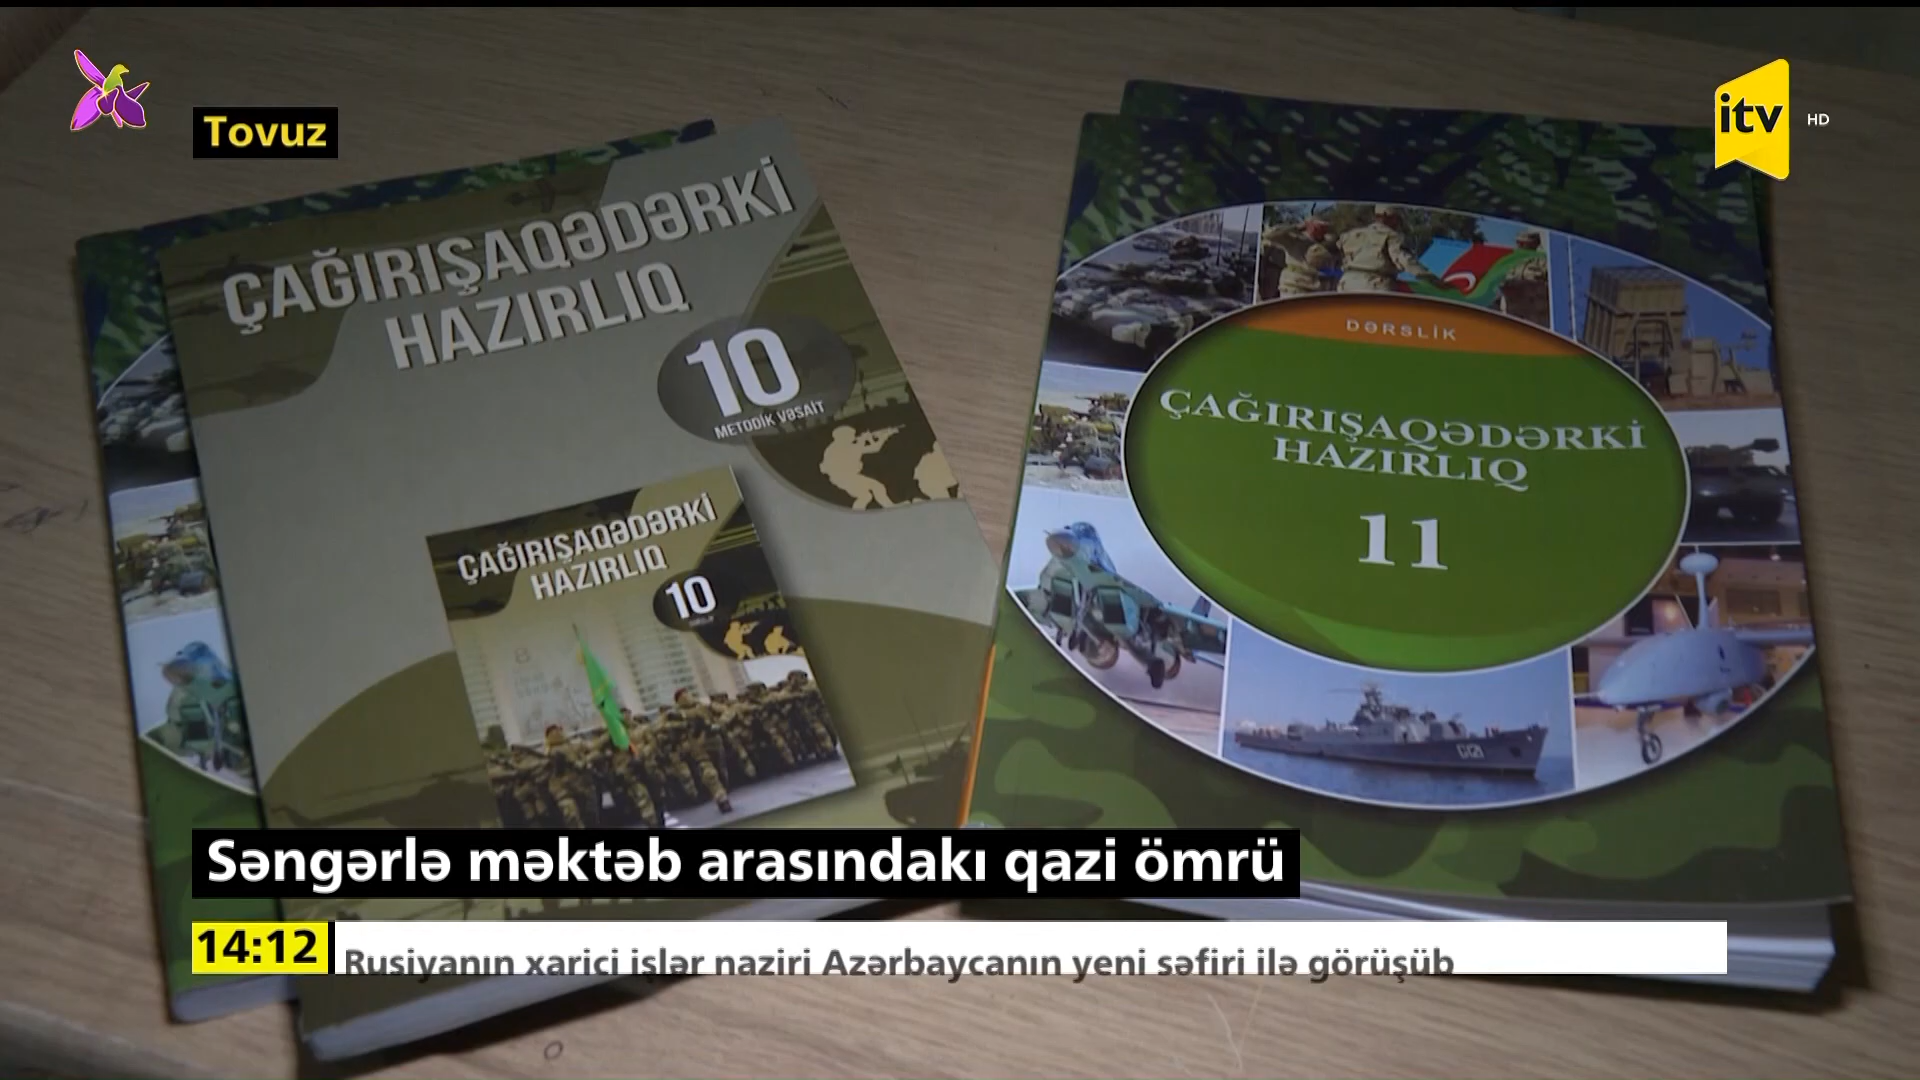 Tovuz
itv
HD
ÇAĞIRIŞAQƏDƏRKİ
HAZIRLIQ
10
METODİK VƏSAİT
ÇAĞIRIŞAQƏDƏRKİ
HAZIRLIQ
10
DƏRSLİK
ÇAĞIRIŞAQƏDƏRKİ
HAZIRLIQ
11
Səngərlə məktəb arasındakı qazi ömrü
14:12
Rusiyanın xarici işlər naziri Azərbaycanın yeni səfiri ilə görüşüb